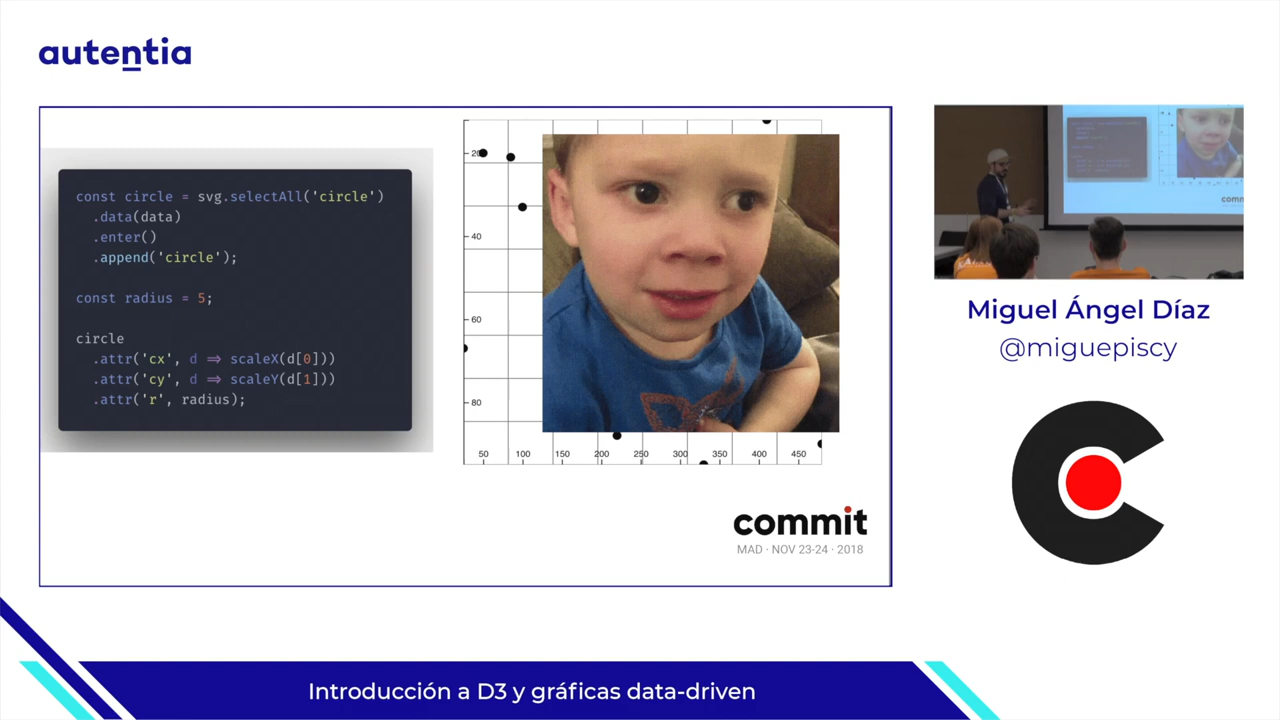 autentia
const circle = svg.selectAll('circle')
.data(data)
.enter()
.append('circle');
const radius = 5;
circle
.attr('cx', d => scaleX(d[0]))
.attr('cy', d => scaleY(d[1]))
.attr('r', radius);
20
40
60
80
50 100 150 200 250 300 350 400 450
commit
MAD · NOV 23-24 · 2018
comm
Miguel Ángel Díaz
@miguepiscy
Introducción a D3 y gráficas data-driven